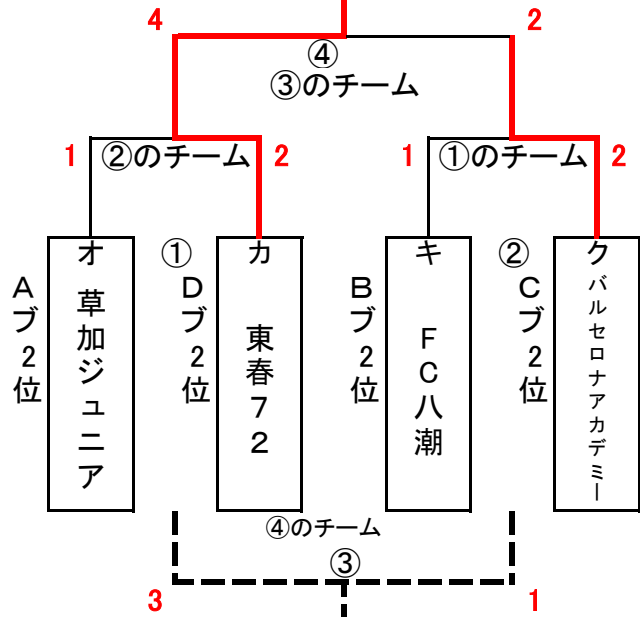 4
2
④
③のチーム
1
②のチーム
2
1
①のチーム
2
オ
①
カ
キ
②
ク
Aブ2位
草加ジュニア
Dブ2位
東春72
Bブ2位
FC八潮
Cブ2位
バルセロナアカデミー
④のチーム
③
3
1